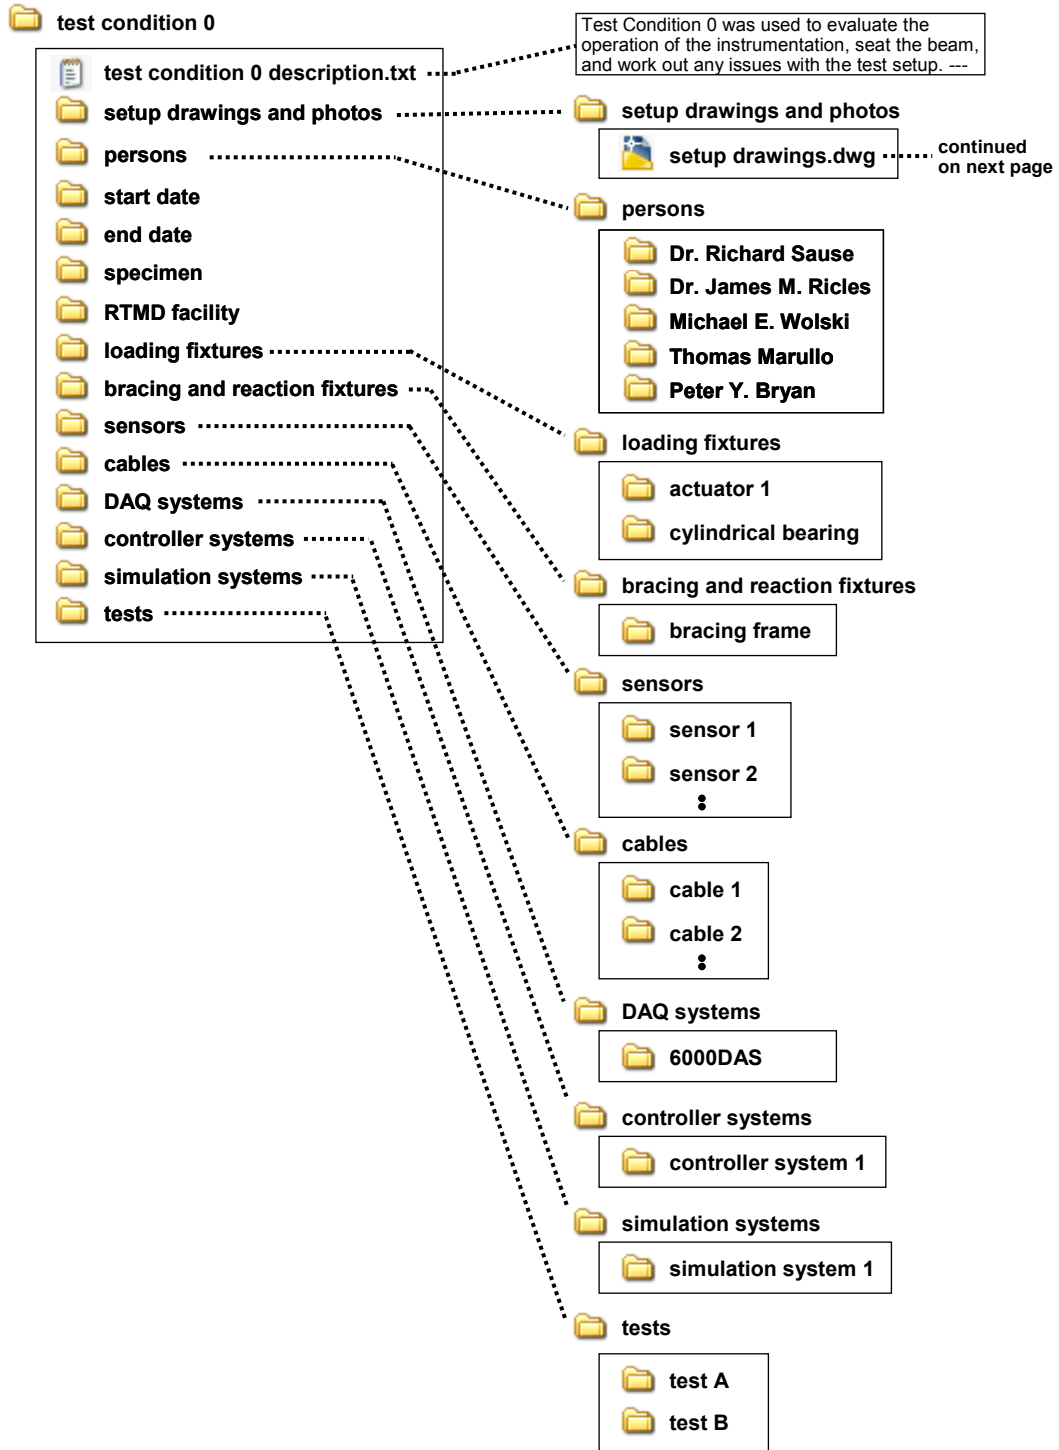 test condition 0
test condition 0 description.txt
setup drawings and photos
persons
start date
end date
specimen
RTMD facility
loading fixtures
bracing and reaction fixtures
sensors
cables
DAQ systems
controller systems
simulation systems
tests
Test Condition 0 was used to evaluate the
operation of the instrumentation, seat the beam,
and work out any issues with the test setup. ---
setup drawings and photos
setup drawings.dwg
continued
on next page
persons
Dr. Richard Sause
Dr. James M. Ricles
Michael E. Wolski
Thomas Marullo
Peter Y. Bryan
loading fixtures
actuator 1
cylindrical bearing
bracing and reaction fixtures
bracing frame
sensors
sensor 1
sensor 2
cables
cable 1
cable 2
DAQ systems
6000DAS
controller systems
controller system 1
simulation systems
simulation system 1
tests
test A
test B